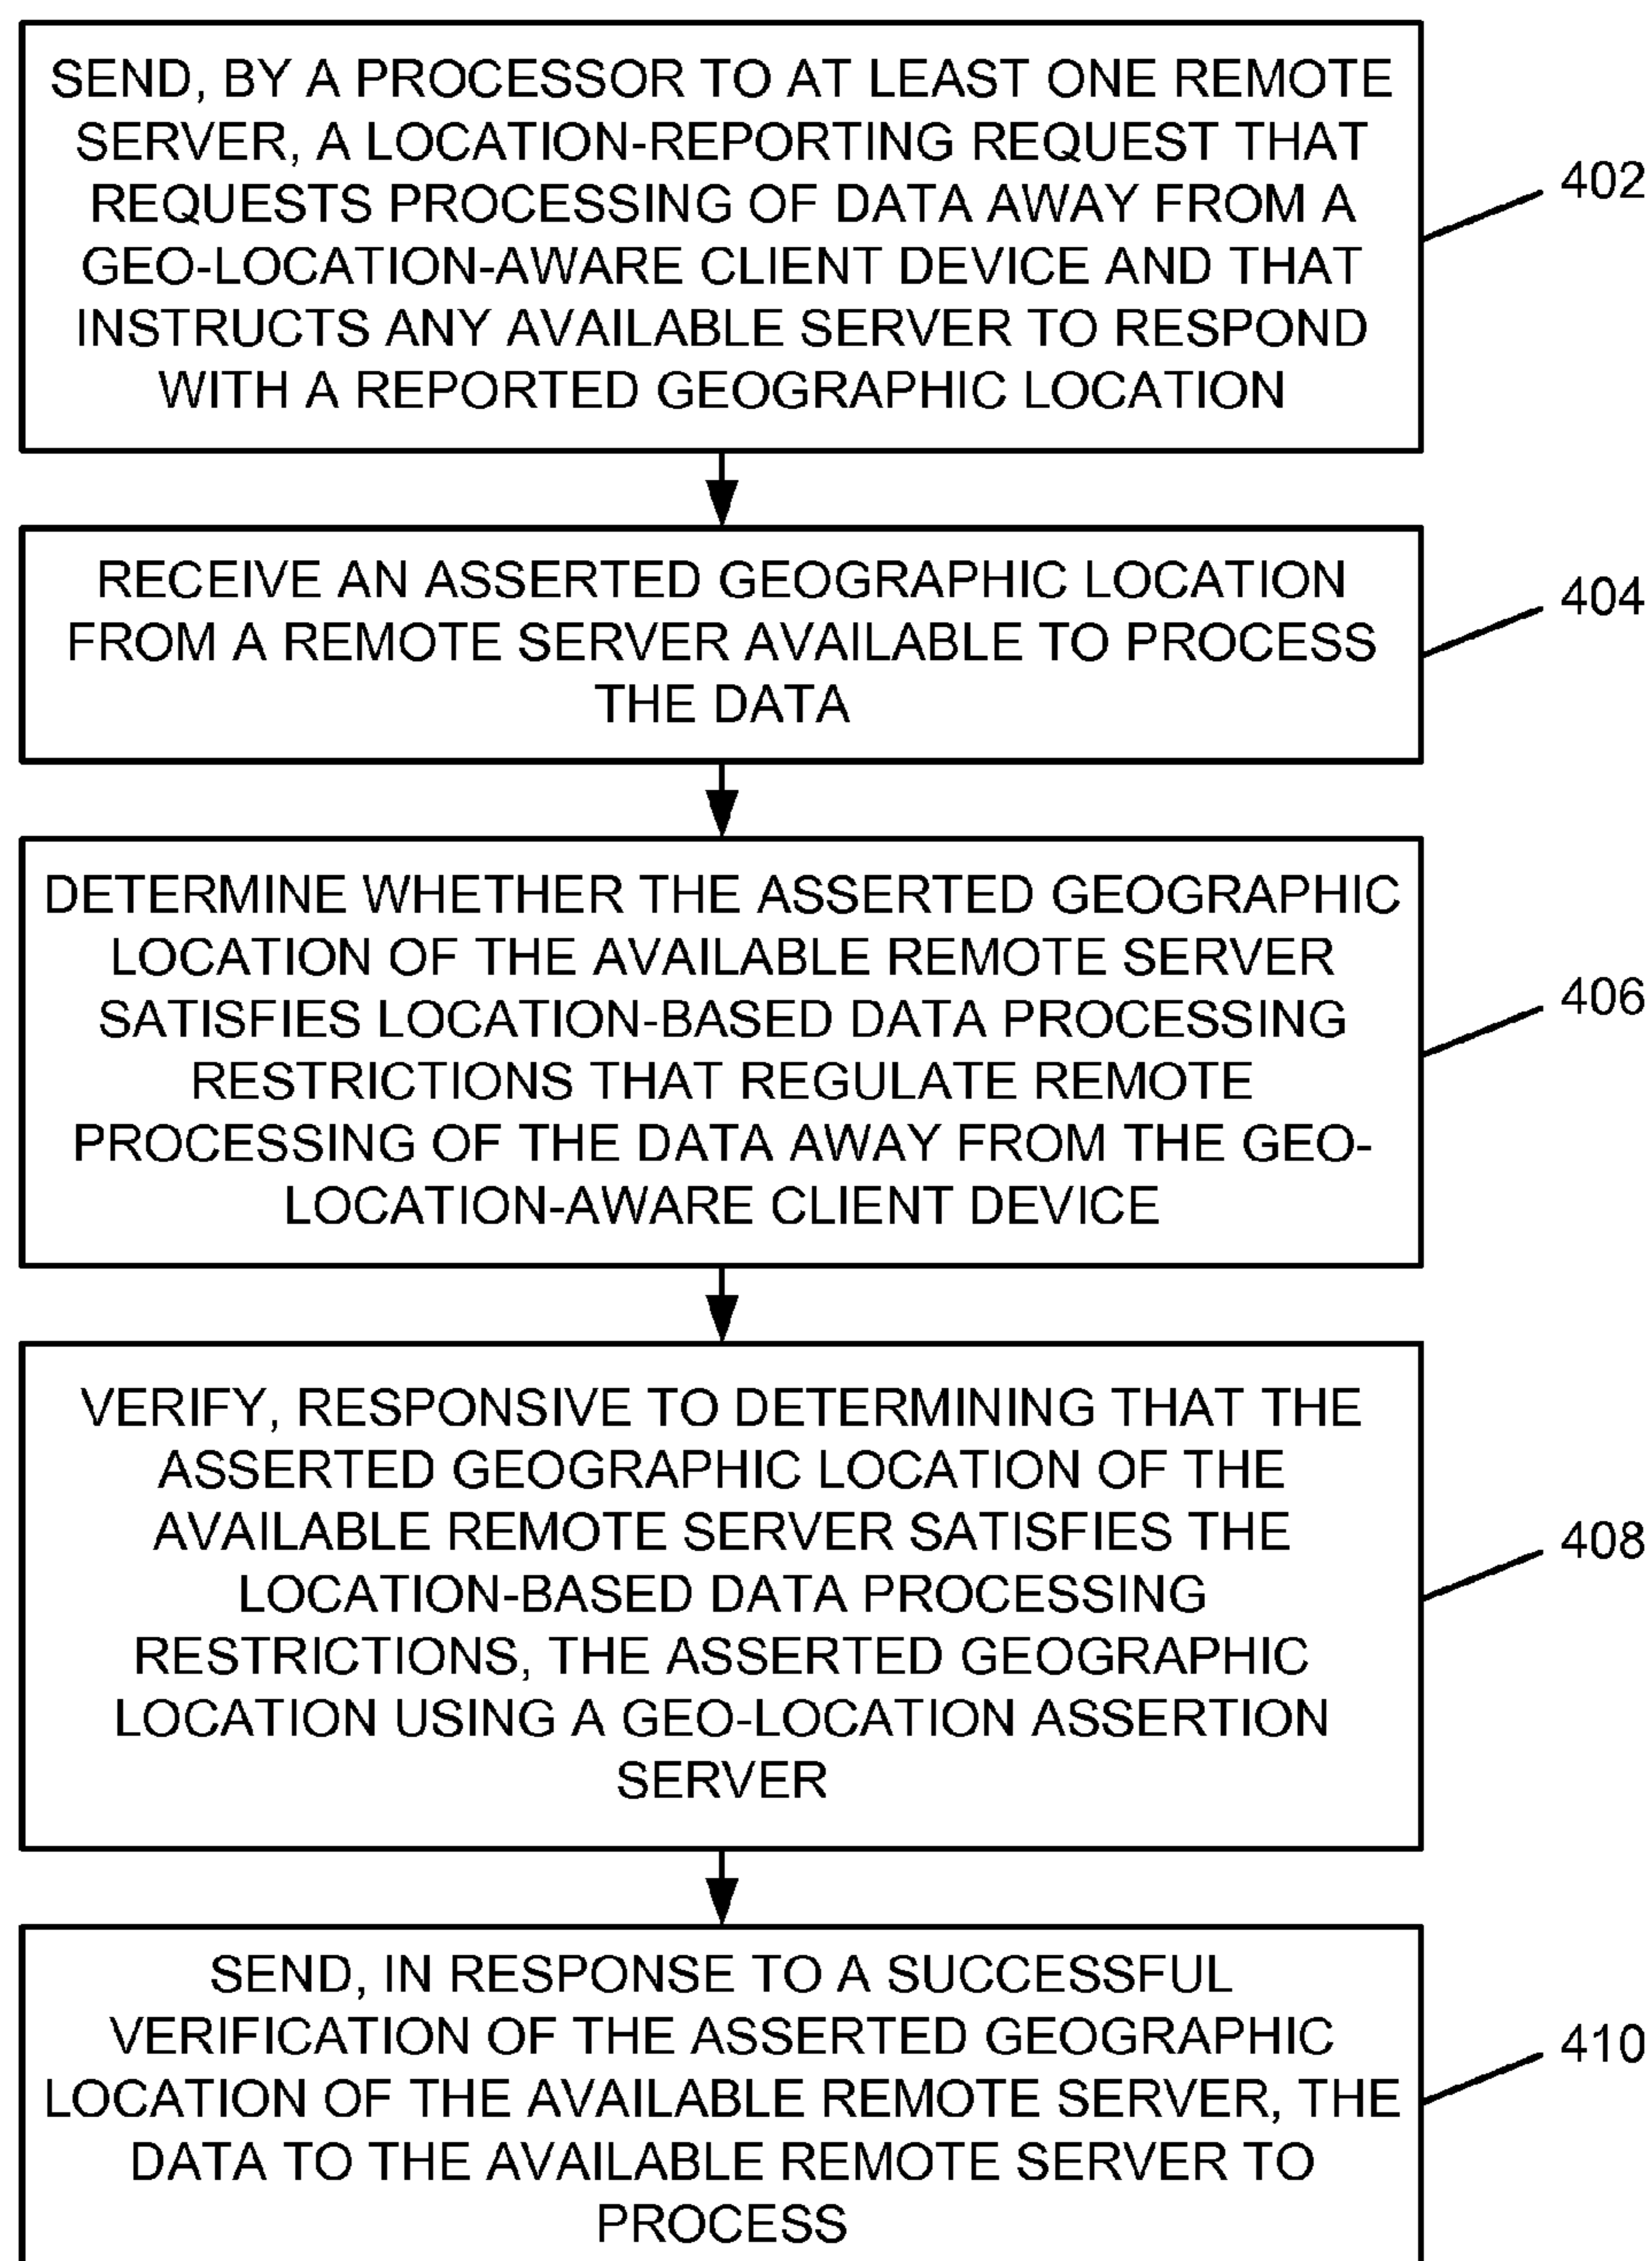 SEND, BY A PROCESSOR TO AT LEAST ONE REMOTE
SERVER, A LOCATION-REPORTING REQUEST THAT
REQUESTS PROCESSING OF DATA AWAY FROM A
GEO-LOCATION-AWARE CLIENT DEVICE AND THAT
INSTRUCTS ANY AVAILABLE SERVER TO RESPOND
WITH A REPORTED GEOGRAPHIC LOCATION
402
RECEIVE AN ASSERTED GEOGRAPHIC LOCATION
FROM A REMOTE SERVER AVAILABLE TO PROCESS
THE DATA
404
DETERMINE WHETHER THE ASSERTED GEOGRAPHIC
LOCATION OF THE AVAILABLE REMOTE SERVER
SATISFIES LOCATION-BASED DATA PROCESSING
RESTRICTIONS THAT REGULATE REMOTE
PROCESSING OF THE DATA AWAY FROM THE GEO-
LOCATION-AWARE CLIENT DEVICE
406
VERIFY, RESPONSIVE TO DETERMINING THAT THE
ASSERTED GEOGRAPHIC LOCATION OF THE
AVAILABLE REMOTE SERVER SATISFIES THE
LOCATION-BASED DATA PROCESSING
RESTRICTIONS, THE ASSERTED GEOGRAPHIC
LOCATION USING A GEO-LOCATION ASSERTION
SERVER
408
SEND, IN RESPONSE TO A SUCCESSFUL
VERIFICATION OF THE ASSERTED GEOGRAPHIC
LOCATION OF THE AVAILABLE REMOTE SERVER, THE
DATA TO THE AVAILABLE REMOTE SERVER TO
PROCESS
410